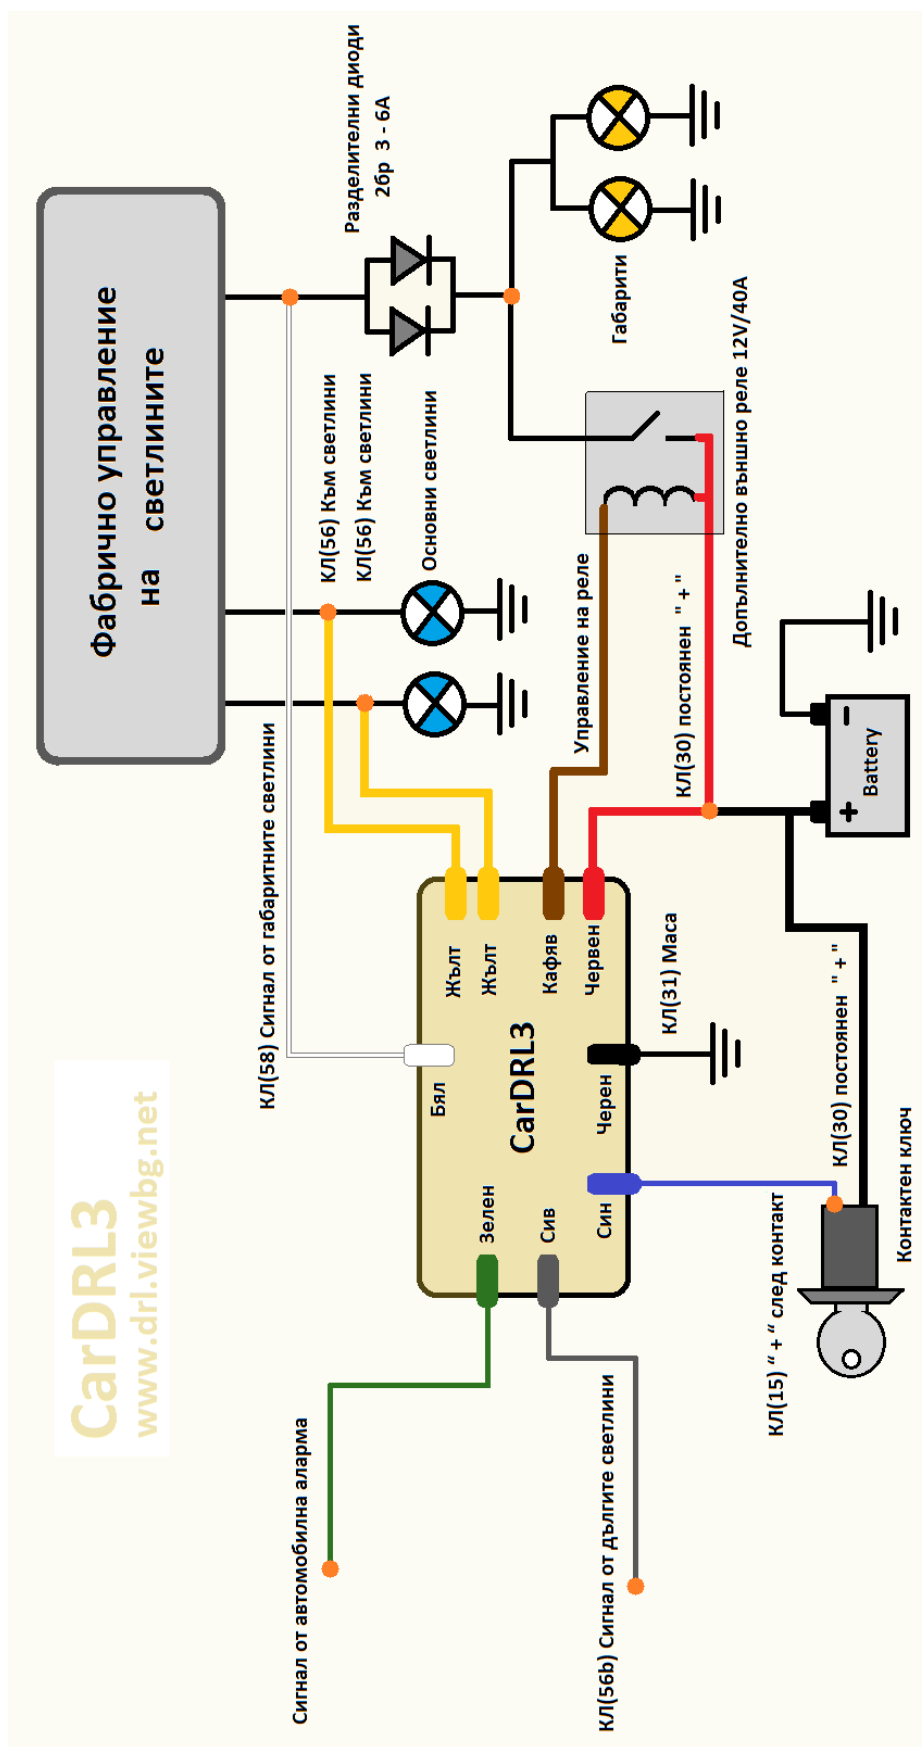 CarDRL3
www.drl.viewbg.net
Фабрично управление
на светлините
Разделителни диоди
2бр 3 - 6А
Габарити
КЛ(56) Към светлини
КЛ(56) Към светлини
Основни светлини
Допълнително външно реле 12V/40A
КЛ(58) Сигнал от габаритните светлини
Управление на реле
КЛ(30) постоянен " + "
Battery
+
-
Жълт
Жълт
Кафяв
Червен
КЛ(31) Маса
CarDRL3
Бял
Черен
Зелен
Сив
Син
КЛ(30) постоянен " + "
Контактен ключ
КЛ(15) “ + “ след контакт
Сигнал от автомобилна аларма
КЛ(56b) Сигнал от дългите светлини